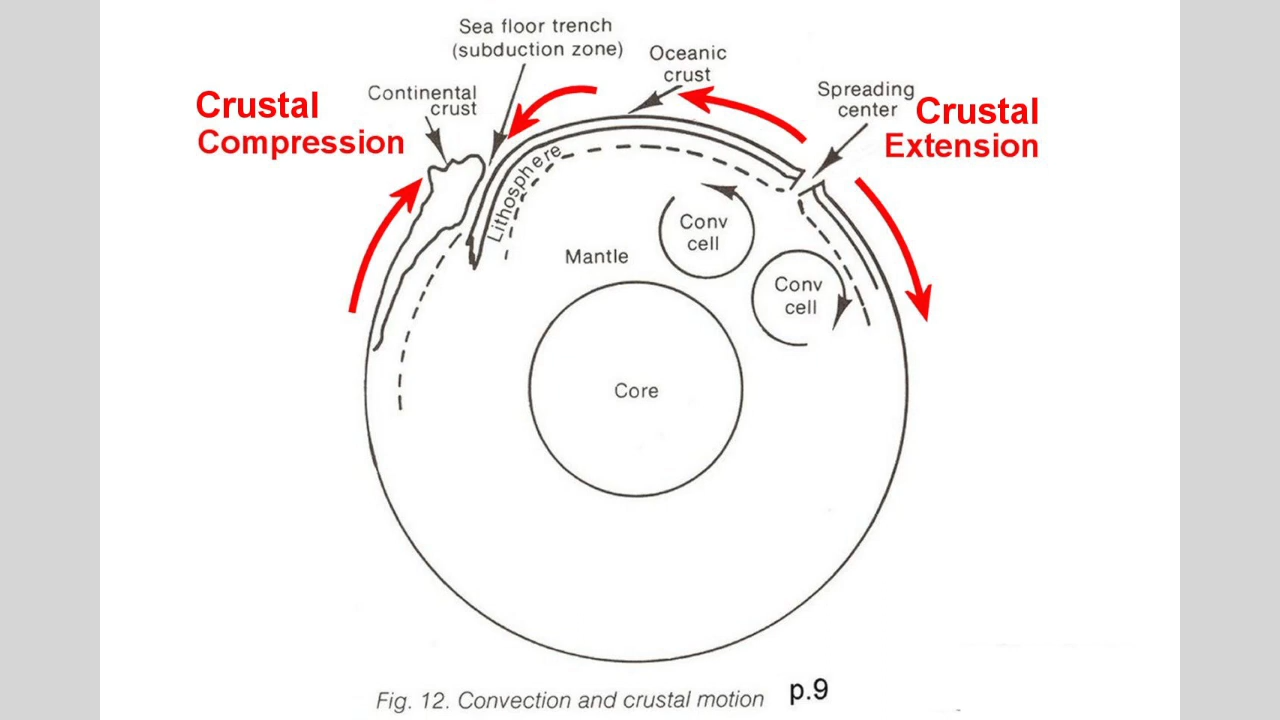 Sea floor trench
(subduction zone)
Oceanic
crust
Continental
crust
Spreading
center
Crustal
Compression
Crustal
Extension
Lithosphere
Conv
cell
Conv
cell
Mantle
Core
Fig. 12. Convection and crustal motion p.9